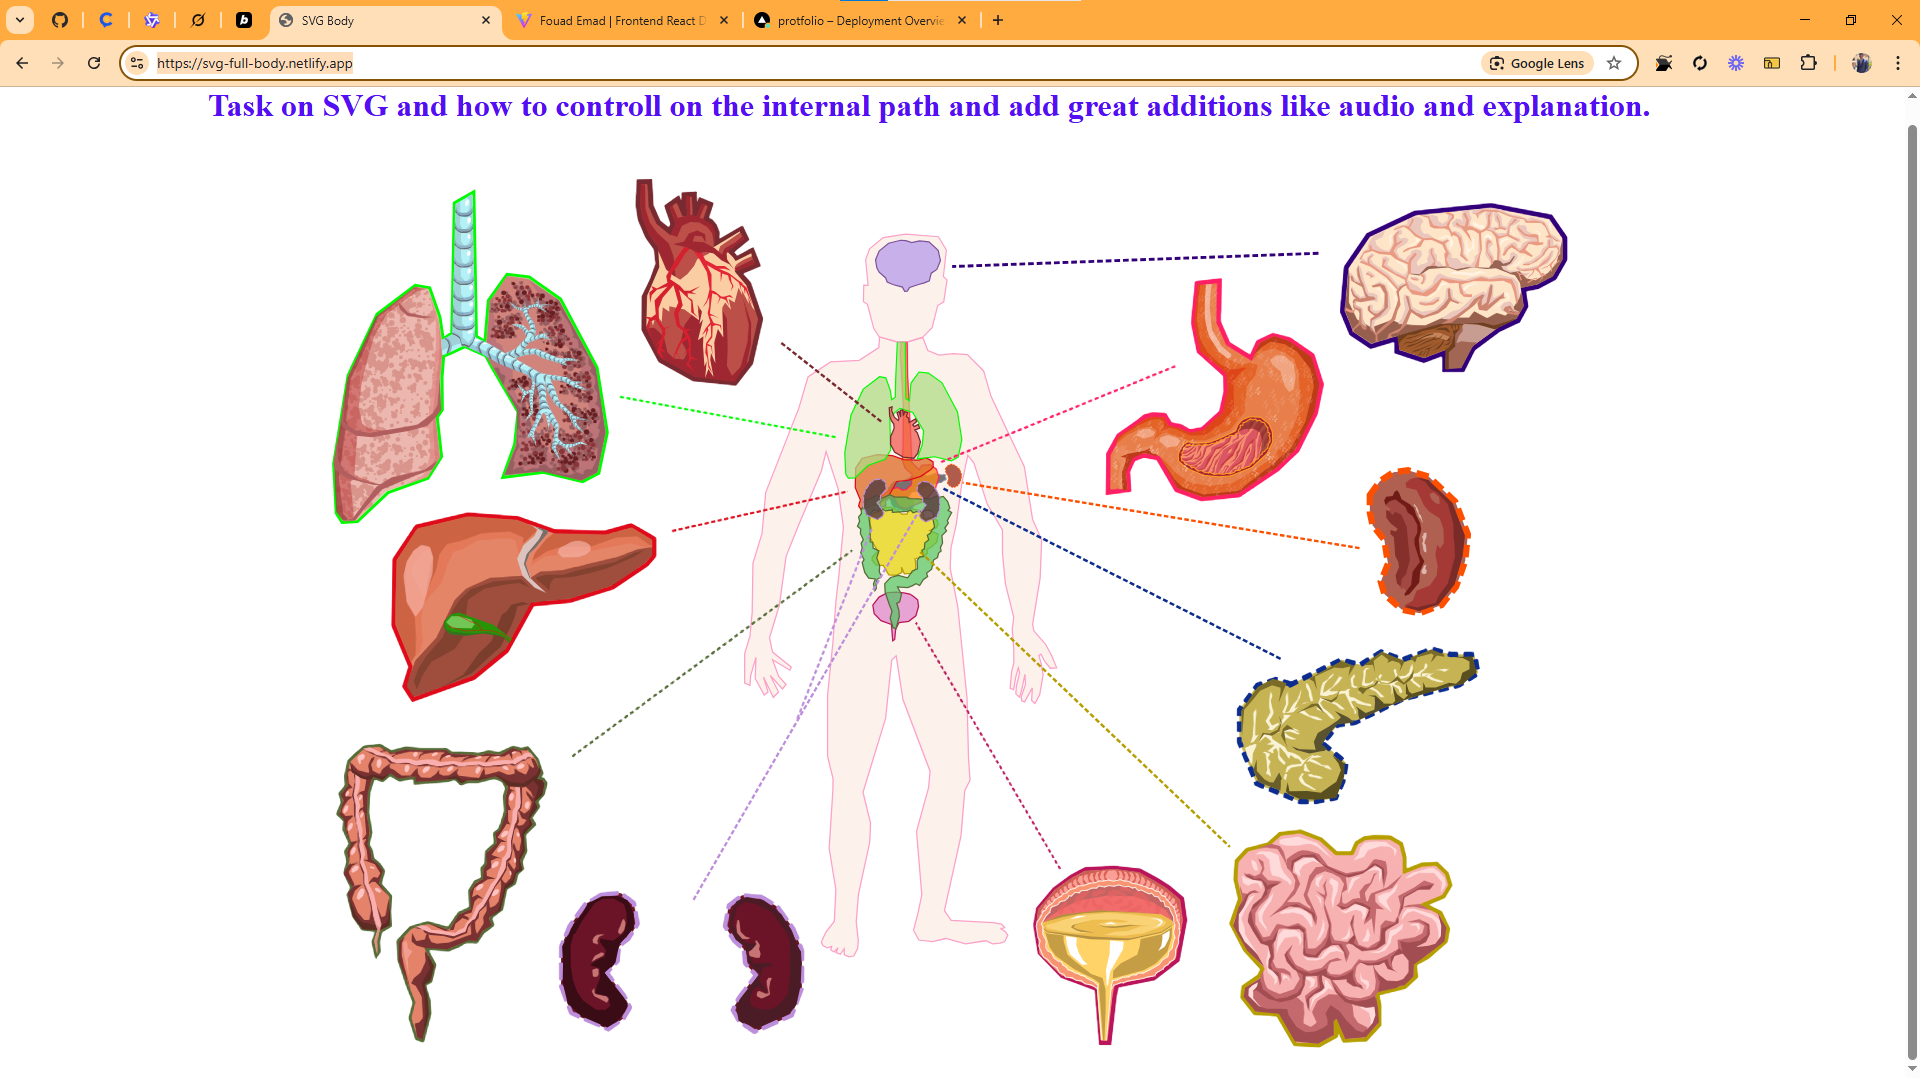 SVG Body
Fouad Emad | Frontend React D
protfolio – Deployment Overvie
https://svg-full-body.netlify.app
Google Lens
Task on SVG and how to controll on the internal path and add great additions like audio and explanation.